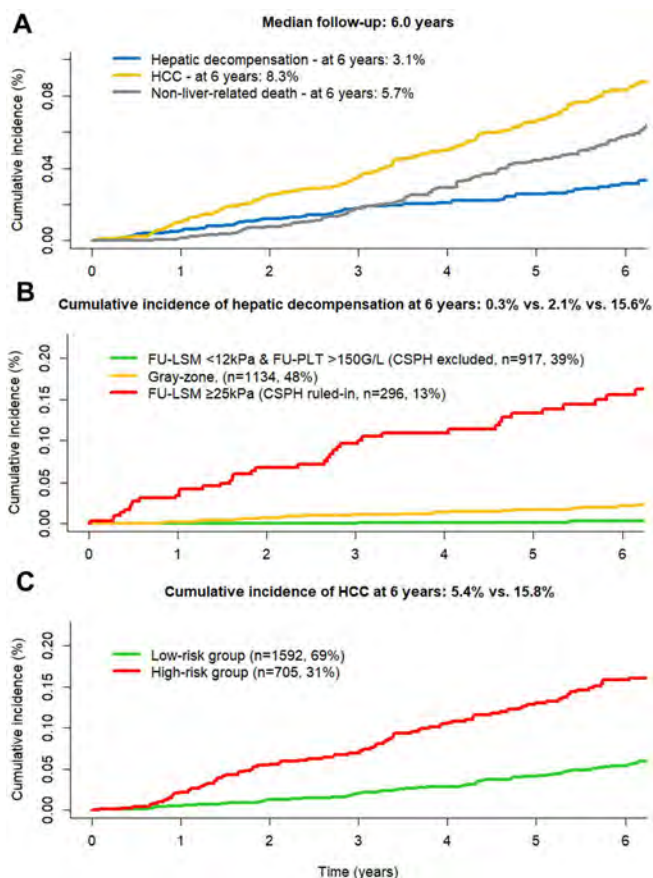 A
Median follow-up: 6.0 years
Cumulative incidence (%)
0.08
0.04
0.00
Hepatic decompensation - at 6 years: 3.1%
HCC - at 6 years: 8.3%
Non-liver-related death - at 6 years: 5.7%
0 1 2 3 4 5 6
B
Cumulative incidence of hepatic decompensation at 6 years: 0.3% vs. 2.1% vs. 15.6%
Cumulative incidence (%)
0.20
0.15
0.10
0.05
0.00
FU-LSM <12kPa & FU-PLT >150G/L (CSPH excluded, n=917, 39%)
Gray-zone, (n=1134, 48%)
FU-LSM ≥25kPa (CSPH ruled-in, n=296, 13%)
0 1 2 3 4 5 6
C
Cumulative incidence of HCC at 6 years: 5.4% vs. 15.8%
Cumulative incidence (%)
0.20
0.15
0.10
0.05
0.00
Low-risk group (n=1592, 69%)
High-risk group (n=705, 31%)
0 1 2 3 4 5 6
Time (years)